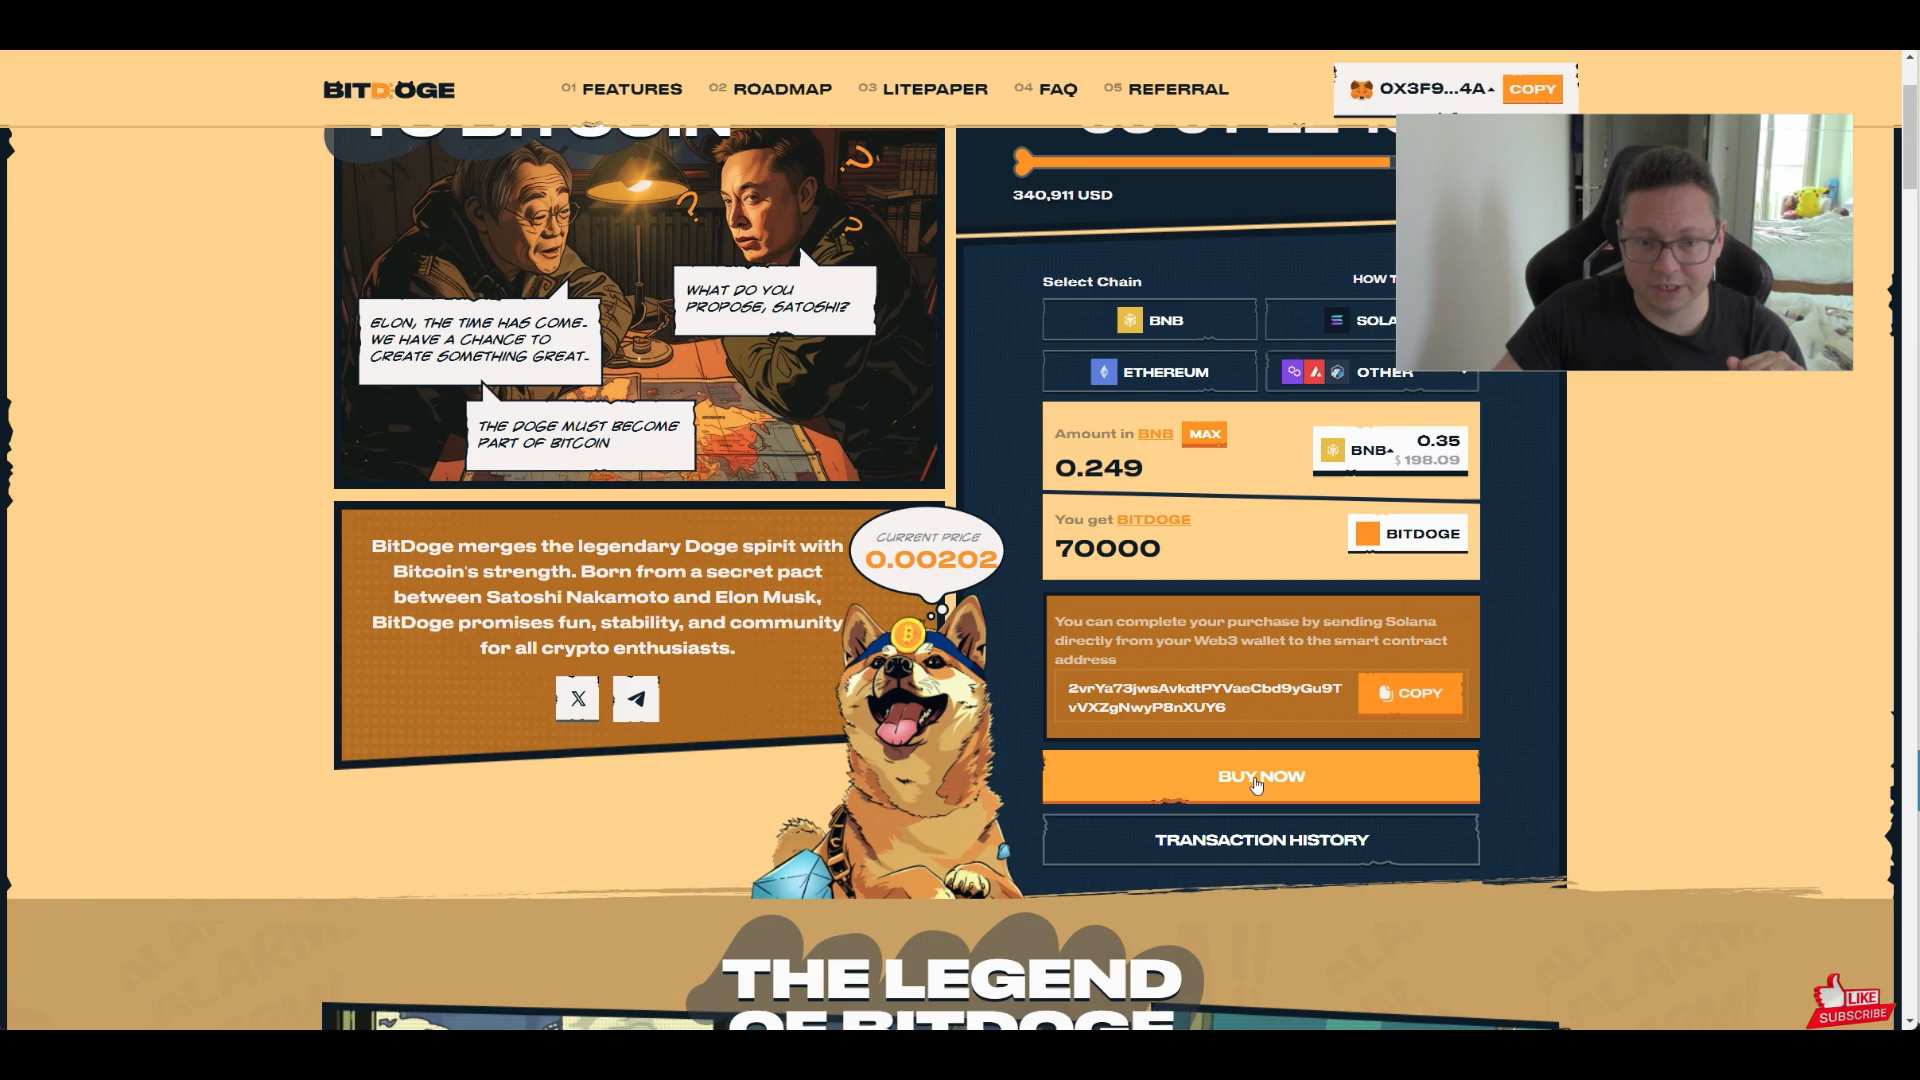 BITDOGE
01 FEATURES
02 ROADMAP
03 LITEPAPER
04 FAQ
05 REFERRAL
0X3F9...4A
COPY
340,911 USD
WHAT DO YOU
PROPOSE, SATOSHI?
ELON, THE TIME HAS COME-
WE HAVE A CHANCE TO
CREATE SOMETHING GREAT-
THE DOGE MUST BECOME
PART OF BITCOIN
Select Chain
HOW T
BNB
SOLA
ETHEREUM
OTHER
Amount in BNB
MAX
0.249
BNB
0.35
$ 198.09
You get BITDOGE
70000
BITDOGE
BitDoge merges the legendary Doge spirit with
Bitcoin's strength. Born from a secret pact
between Satoshi Nakamoto and Elon Musk,
BitDoge promises fun, stability, and community
for all crypto enthusiasts.
CURRENT PRICE
0.00202
You can complete your purchase by sending Solana
directly from your Web3 wallet to the smart contract
address
2vrYa73jwsAvkdtPYVaeCbd9yGu9T
vVXZgNwyP8nXUY6
COPY
BUY NOW
TRANSACTION HISTORY
THE LEGEND
OF BITDOGE
LIKE
SUBSCRIBE